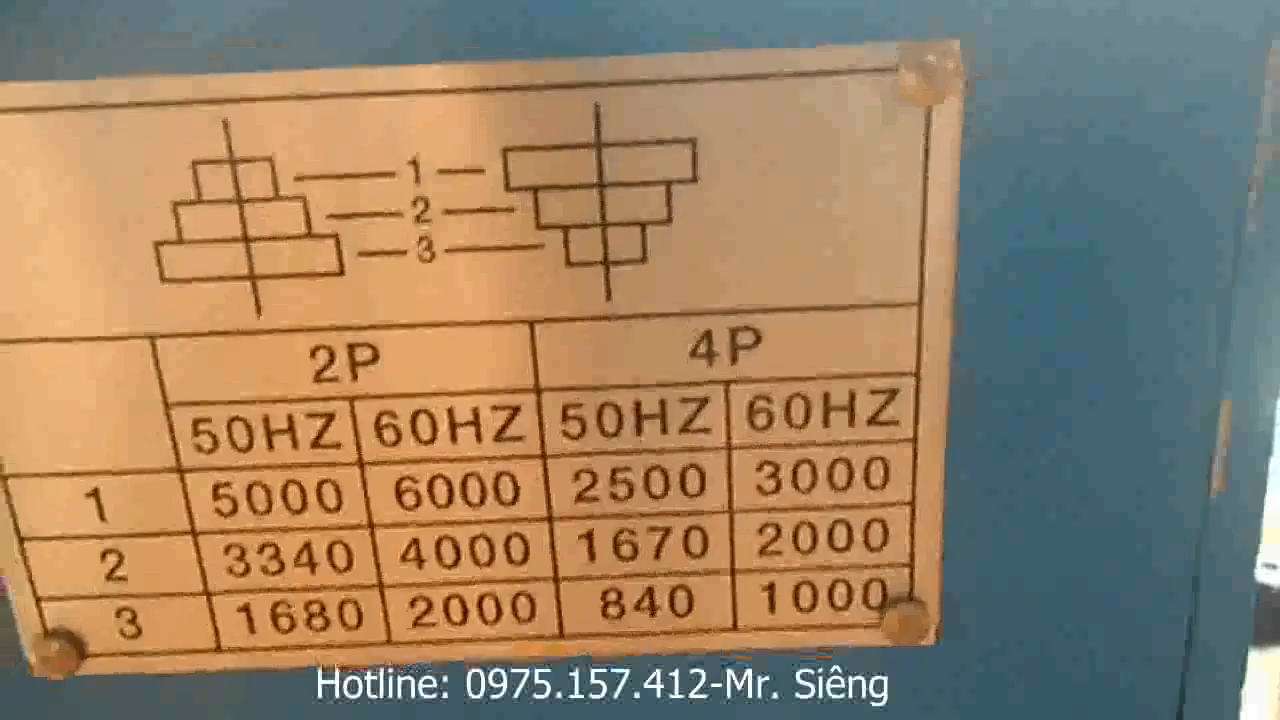 1
2
3
2P 4P
50HZ 60HZ 50HZ 60HZ
1 5000 6000 2500 3000
2 3340 4000 1670 2000
3 1680 2000 840 1000
Hotline: 0975.157.412-Mr. Siêng